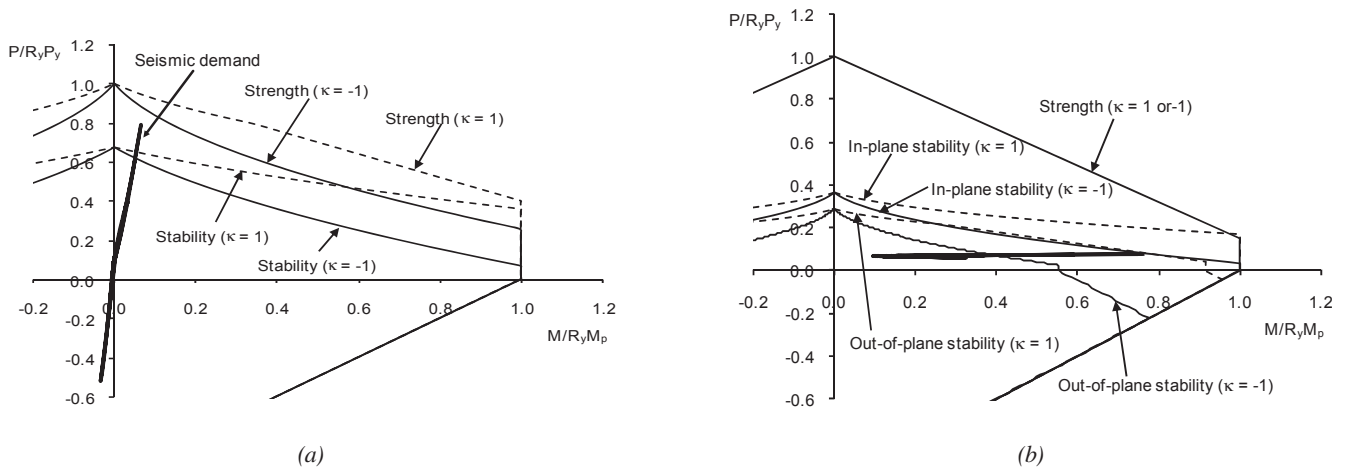 P/RyPy
1.2
1.0
0.8
0.6
0.4
0.2
0.0
-0.2
-0.4
-0.6
-0.2
0.0
0.2
0.4
0.6
0.8
1.0
1.2
M/RyMp
Seismic demand
Strength (κ = -1)
Strength (κ = 1)
Stability (κ = 1)
Stability (κ = -1)
(a)
P/RyPy
1.2
1.0
0.8
0.6
0.4
0.2
0.0
-0.2
-0.4
-0.6
-0.2
0.0
0.2
0.4
0.6
0.8
1.0
1.2
M/RyMp
Strength (κ = 1 or-1)
In-plane stability (κ = 1)
In-plane stability (κ = -1)
Out-of-plane stability (κ = 1)
Out-of-plane stability (κ = -1)
(b)